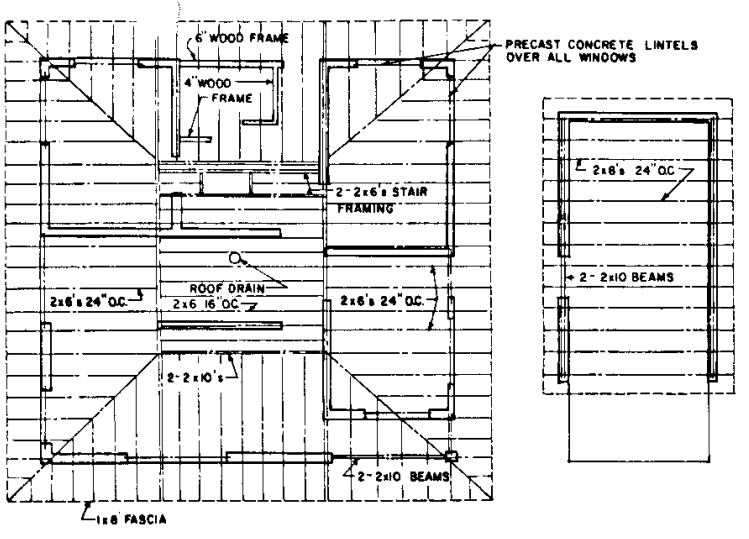 6" WOOD FRAME
PRECAST CONCRETE LINTELS
OVER ALL WINDOWS
4" WOOD
FRAME
2x8's 24" O.C
2-2x6's STAIR
FRAMING
2-2x10 BEAMS
ROOF DRAIN
2x6's 24" O.C.
2x6 16" O.C.
2x6's 24" O.C.
2-2x10's
2-2x10 BEAMS
1x8 FASCIA